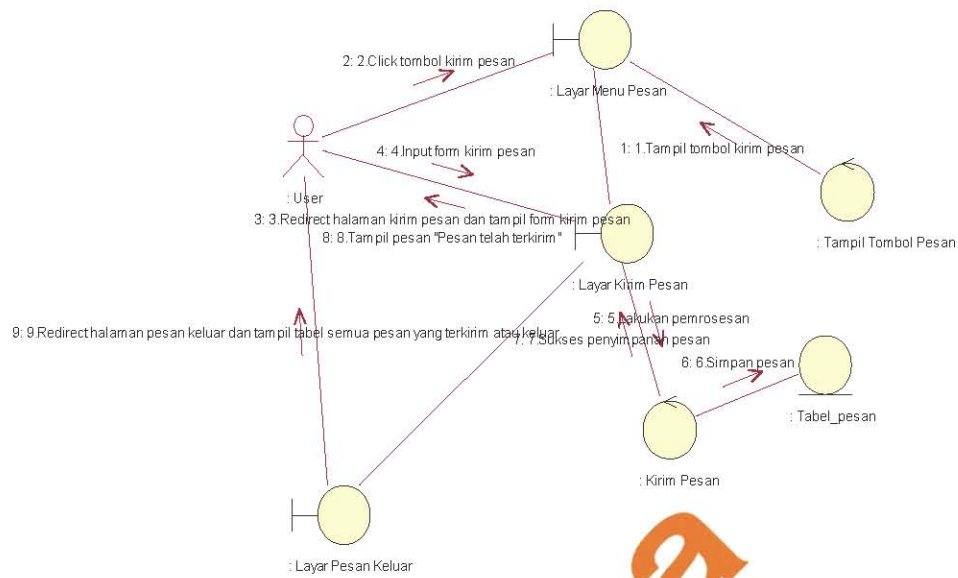 2: 2.Click tombol kirim pesan
: Layar Menu Pesan
4: 4.Input form kirim pesan
1: 1.Tampil tombol kirim pesan
: User
3: 3.Redirect halaman kirim pesan dan tampil form kirim pesan
8: 8.Tampil pesan "Pesan telah terkirim"
: Tampil Tombol Pesan
: Layar Kirim Pesan
5: 5.Lakukan pemrosesan
9: 9.Redirect halaman pesan keluar dan tampil tabel semua pesan yang terkirim atau keluar
7: 7.Sukses penyimpanan pesan
6: 6.Simpan pesan
: Tabel_pesan
: Kirim Pesan
: Layar Pesan Keluar
a